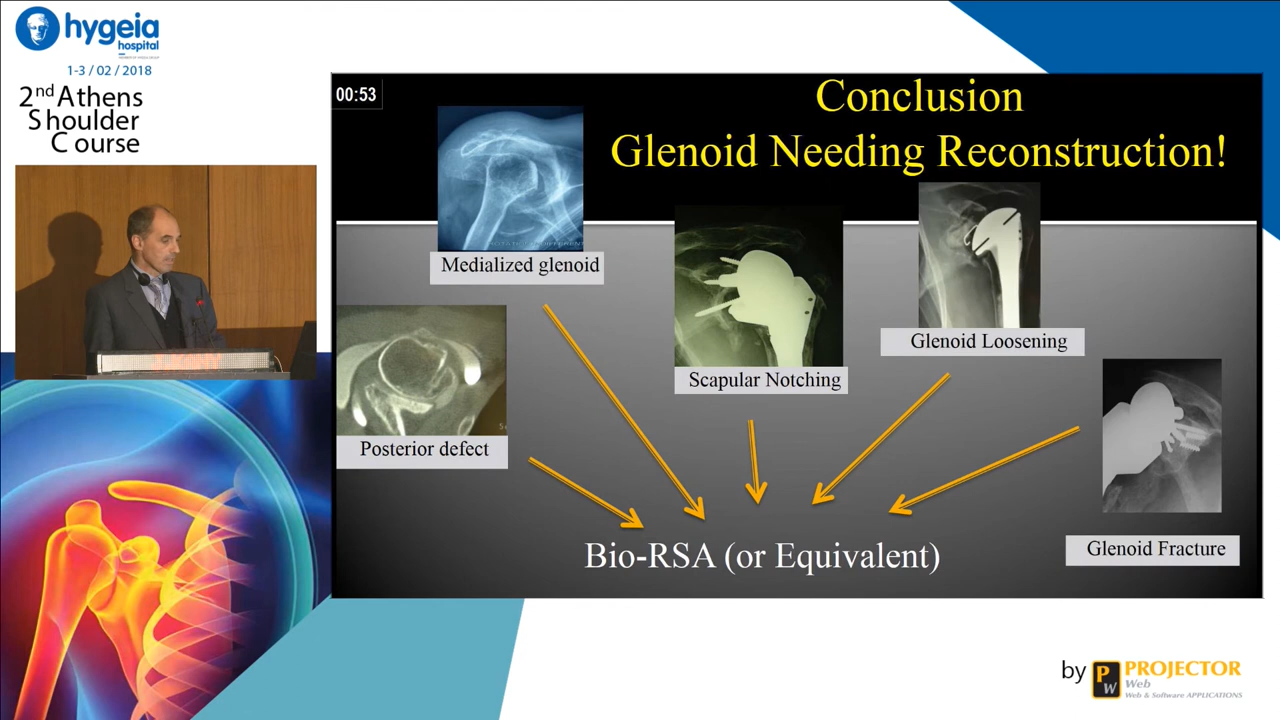 hygeia
hospital
1-3 / 02 / 2018
2nd Athens
Shoulder
Course
00:53
Conclusion
Glenoid Needing Reconstruction!
Medialized glenoid
Scapular Notching
Glenoid Loosening
Posterior defect
Glenoid Fracture
Bio-RSA (or Equivalent)
by PW PROJECTOR
Web
Web & Software APPLICATIONS